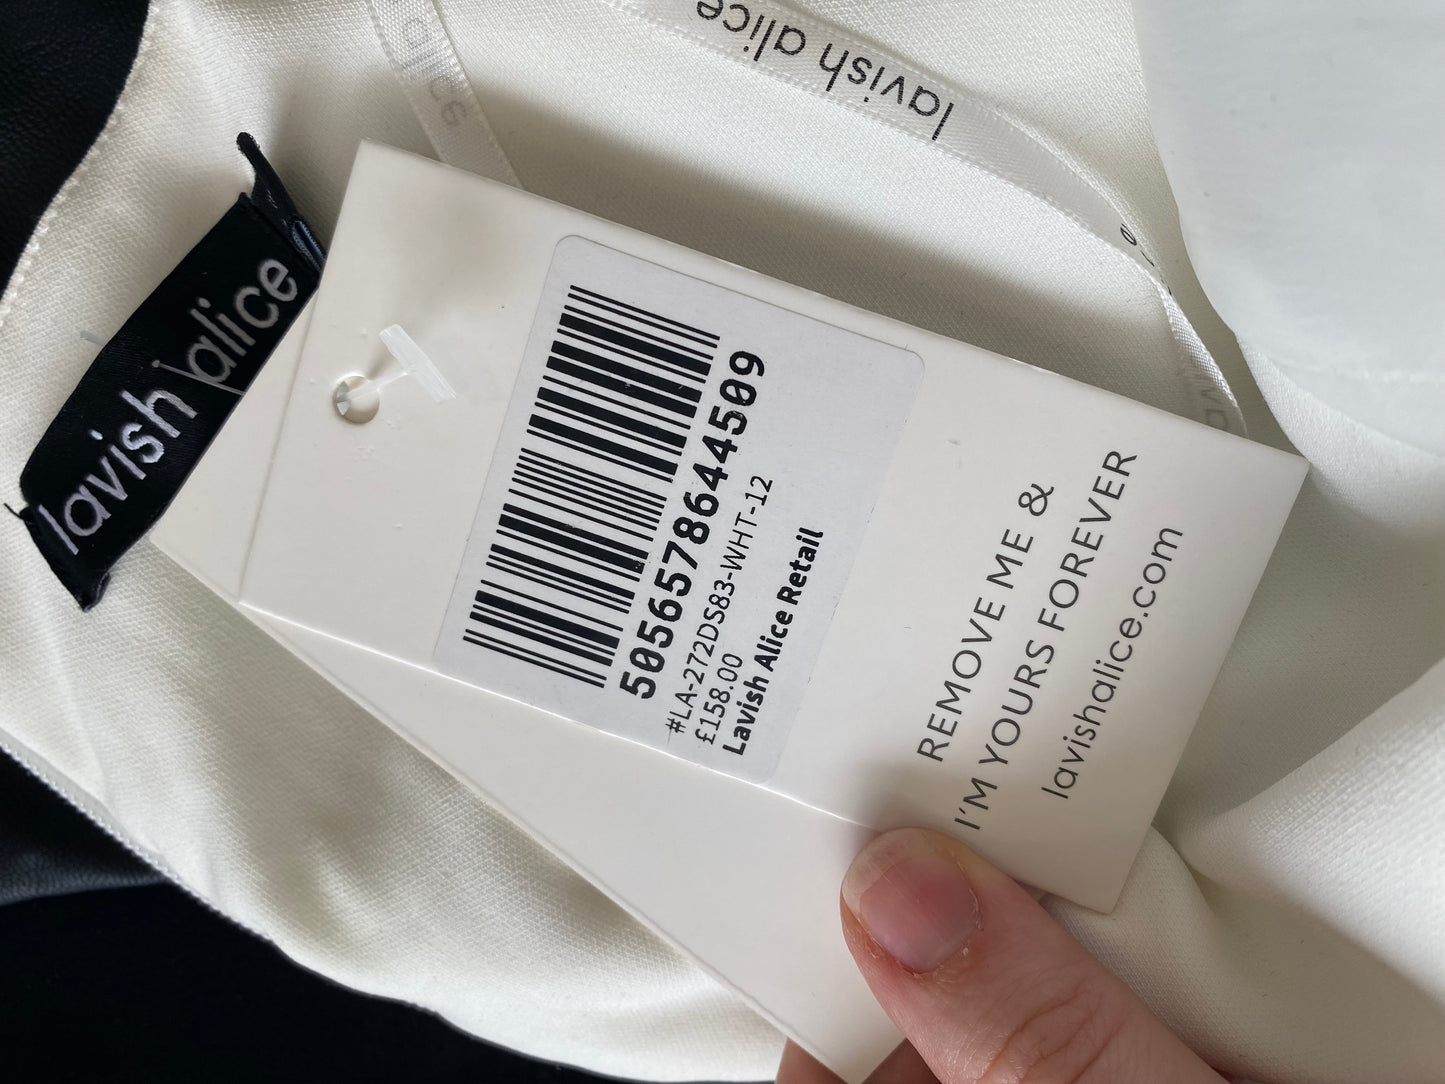 lavish alice
lavish alice
5056578644509
#LA-272DS83-WHT-12
£158.00
Lavish Alice Retail
REMOVE ME &
I'M YOURS FOREVER
lavishalice.com